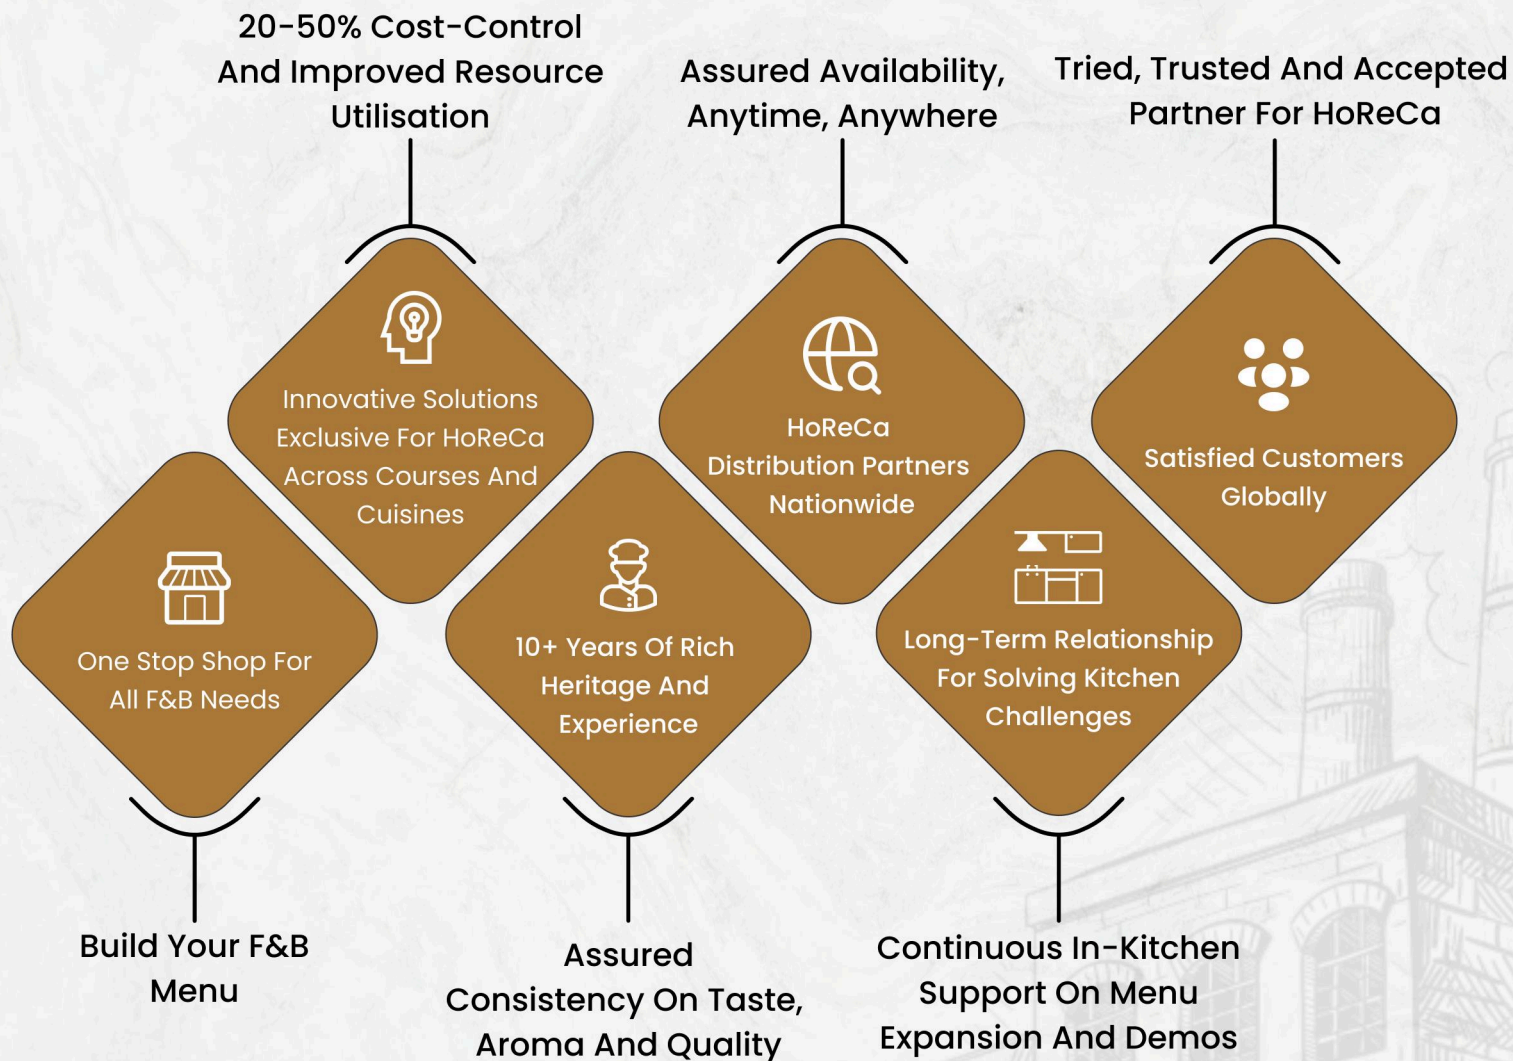 20-50% Cost-Control
And Improved Resource
Utilisation
Assured Availability,
Anytime, Anywhere
Tried, Trusted And Accepted
Partner For HoReCa
Innovative Solutions
Exclusive For HoReCa
Across Courses And
Cuisines
HoReCa
Distribution Partners
Nationwide
Satisfied Customers
Globally
One Stop Shop For
All F&B Needs
10+ Years Of Rich
Heritage And
Experience
Long-Term Relationship
For Solving Kitchen
Challenges
Build Your F&B
Menu
Assured
Consistency On Taste,
Aroma And Quality
Continuous In-Kitchen
Support On Menu
Expansion And Demos